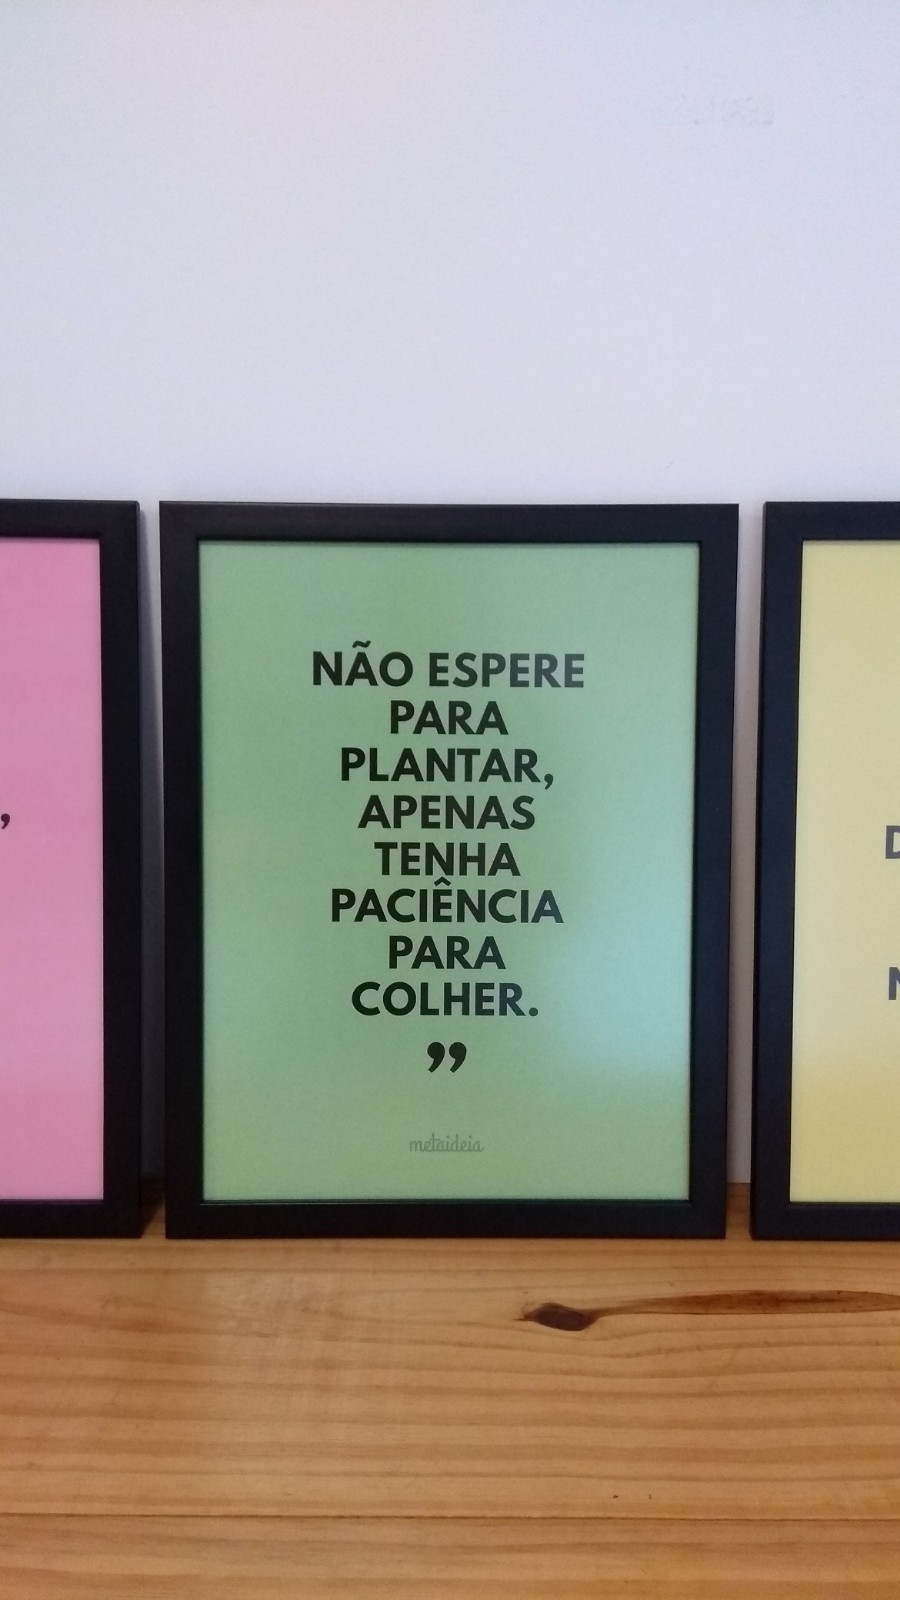 NÃO ESPERE
PARA
PLANTAR,
APENAS
TENHA
PACIÊNCIA
PARA
COLHER.
”
metaideia